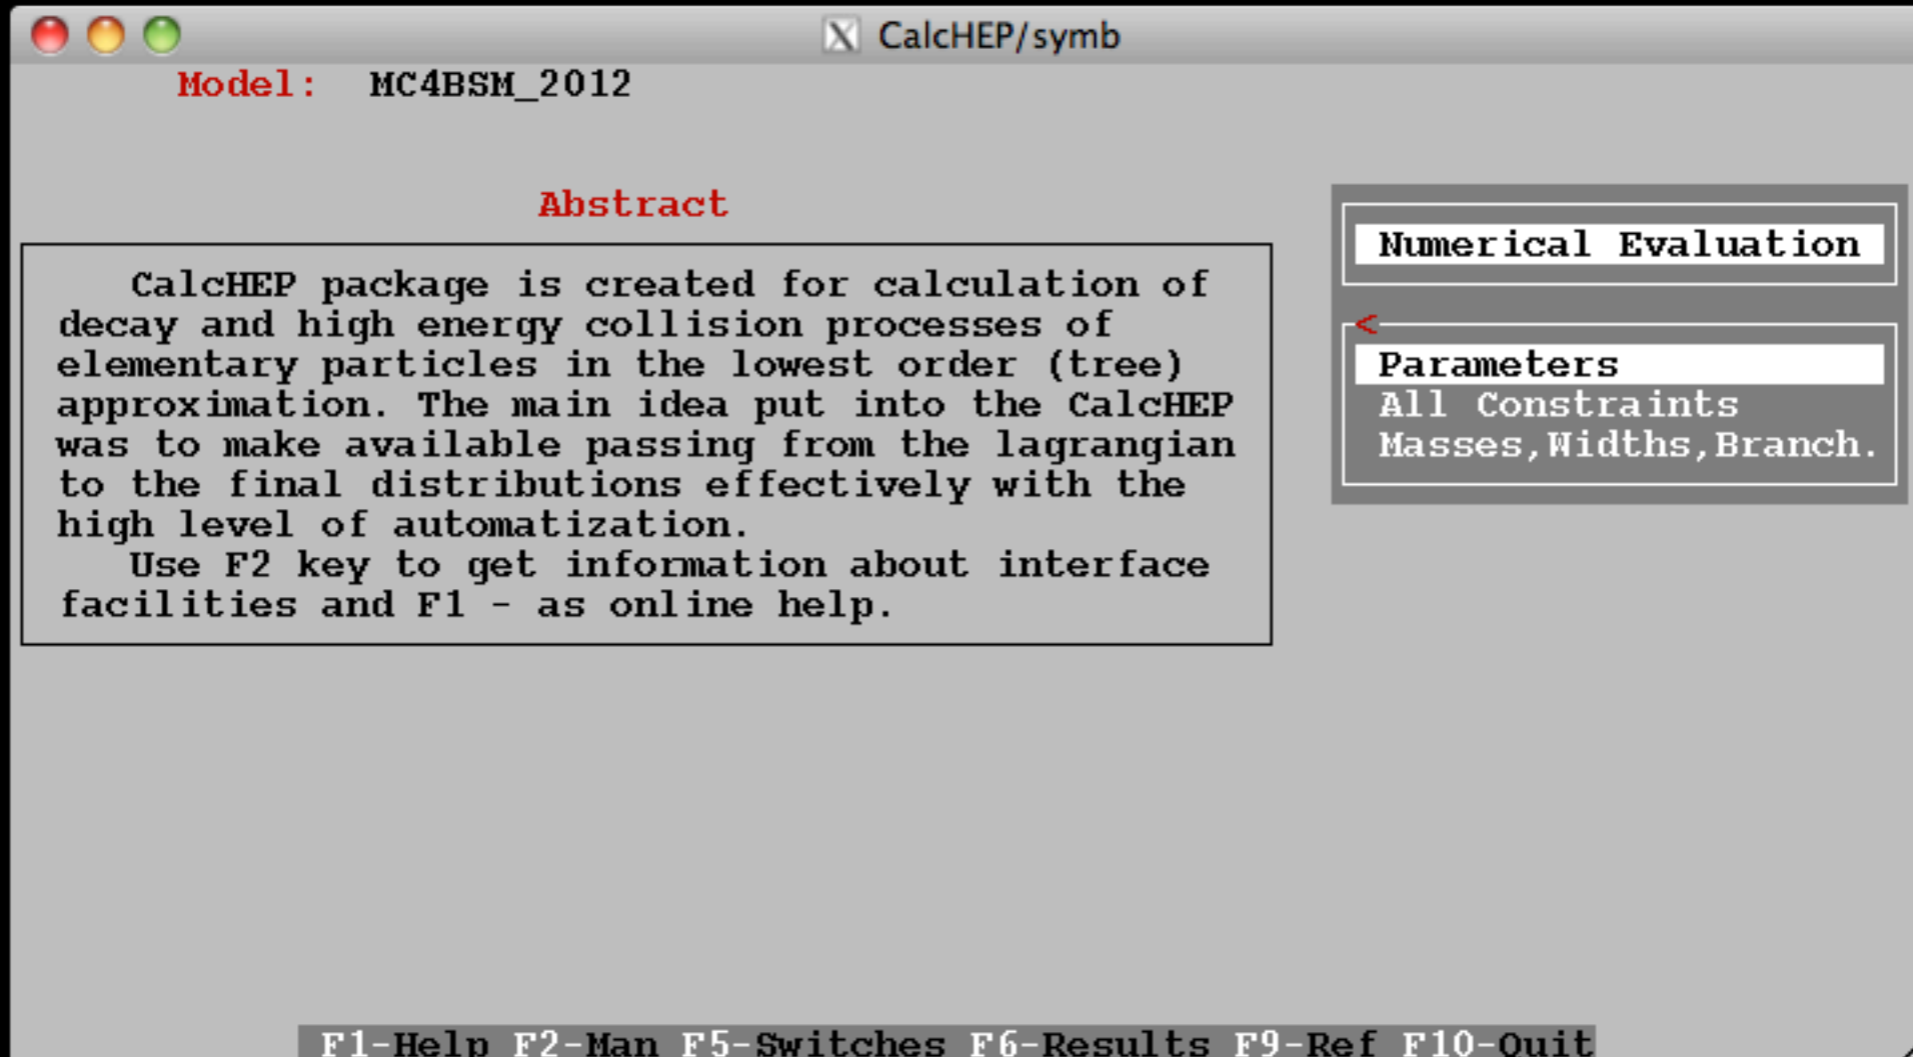 CalcHEP/symb
Model: MC4BSM_2012
Abstract
CalcHEP package is created for calculation of
decay and high energy collision processes of
elementary particles in the lowest order (tree)
approximation. The main idea put into the CalcHEP
was to make available passing from the lagrangian
to the final distributions effectively with the
high level of automatization.
Use F2 key to get information about interface
facilities and F1 - as online help.
Numerical Evaluation
<
Parameters
All Constraints
Masses,Widths,Branch.
F1-Help F2-Man F5-Switches F6-Results F9-Ref F10-Quit